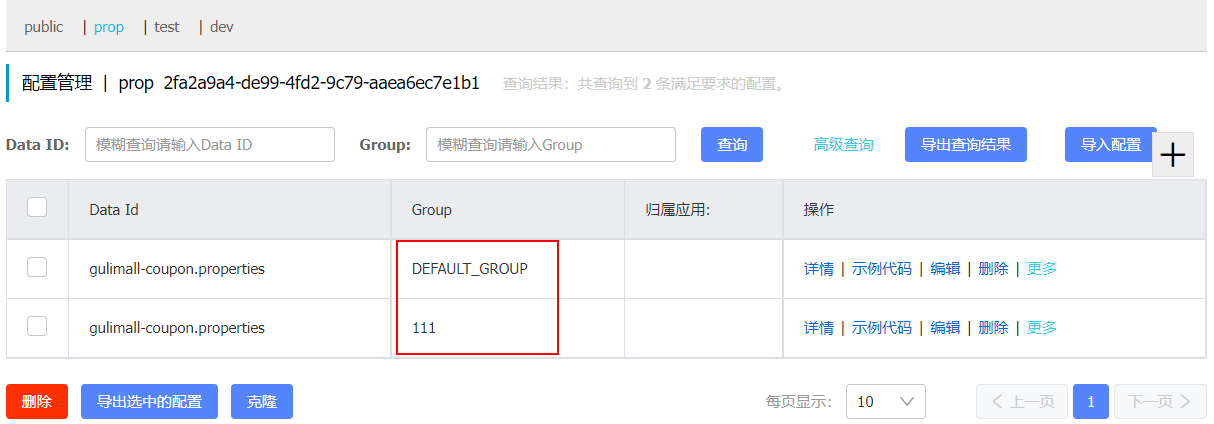 public | prop | test | dev
配置管理 | prop 2fa2a9a4-de99-4fd2-9c79-aaea6ec7e1b1 查询结果：共查询到 2 条满足要求的配置。
Data ID: 模糊查询请输入Data ID Group: 模糊查询请输入Group 查询 高级查询 导出查询结果 导入配置 +
Data Id Group 归属应用: 操作
gulimall-coupon.properties DEFAULT_GROUP 详情 | 示例代码 | 编辑 | 删除 | 更多
gulimall-coupon.properties 111 详情 | 示例代码 | 编辑 | 删除 | 更多
删除 导出选中的配置 克隆 每页显示: 10 上一页 1 下一页